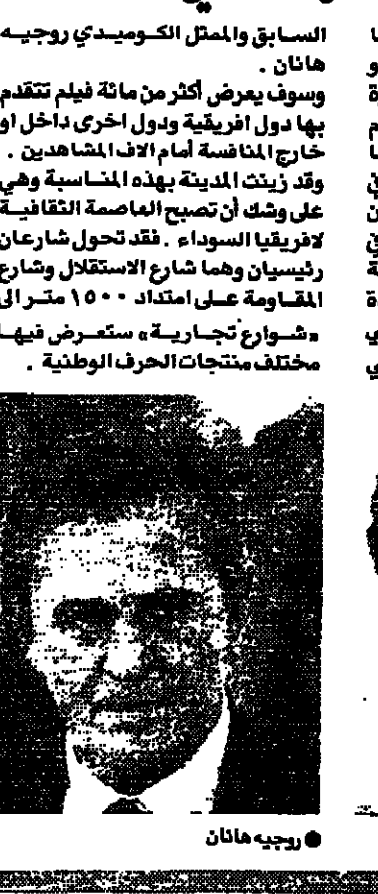 السابق والممثل الكوميدي روجيه
هانان .
وسوف يعرض أكثر من مائة فيلم تتقدم
بها دول افريقية ودول اخرى داخل او
خارج المنافسة أمام الاف المشاهدين .
وقد زينت المدينة بهذه المناسبة وهي
على وشك أن تصبح العاصمة الثقافية
لافريقيا السوداء . فقد تحول شارعان
رئيسيان وهما شارع الاستقلال وشارع
المقاومة على امتداد ١٥٠٠ متر الى
«شوارع تجارية» ستعرض فيها
مختلف منتجات الحرف الوطنية .
● روجيه هانان